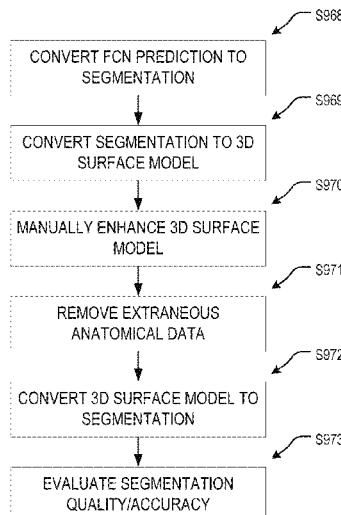 S968
CONVERT FCN PREDICTION TO
SEGMENTATION
S969
CONVERT SEGMENTATION TO 3D
SURFACE MODEL
S970
MANUALLY ENHANCE 3D SURFACE
MODEL
S971
REMOVE EXTRANEOUS
ANATOMICAL DATA
S972
CONVERT 3D SURFACE MODEL TO
SEGMENTATION
S973
EVALUATE SEGMENTATION
QUALITY/ACCURACY